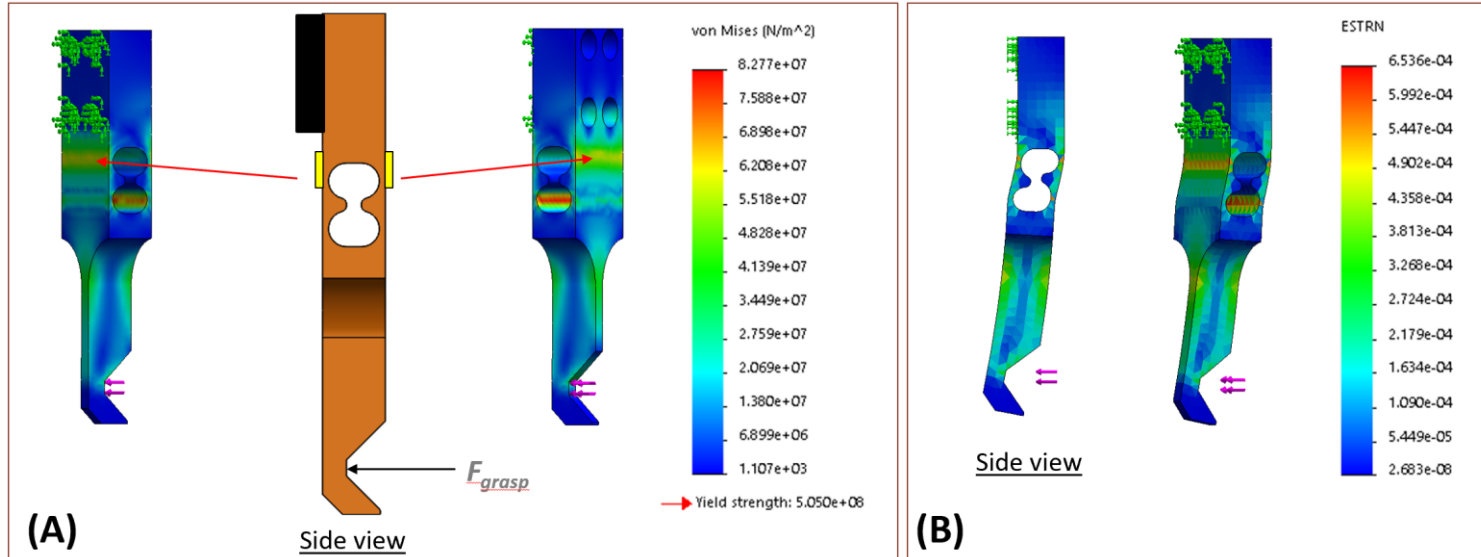 von Mises (N/m^2)
8.277e+07
7.588e+07
6.898e+07
6.208e+07
5.518e+07
4.828e+07
4.139e+07
3.449e+07
2.759e+07
2.069e+07
1.380e+07
6.899e+06
1.107e+03
Yield strength: 5.050e+08
Fgrasp
Side view
(A)
ESTRN
6.536e-04
5.992e-04
5.447e-04
4.902e-04
4.358e-04
3.813e-04
3.268e-04
2.724e-04
2.179e-04
1.634e-04
1.090e-04
5.449e-05
2.683e-08
Side view
(B)